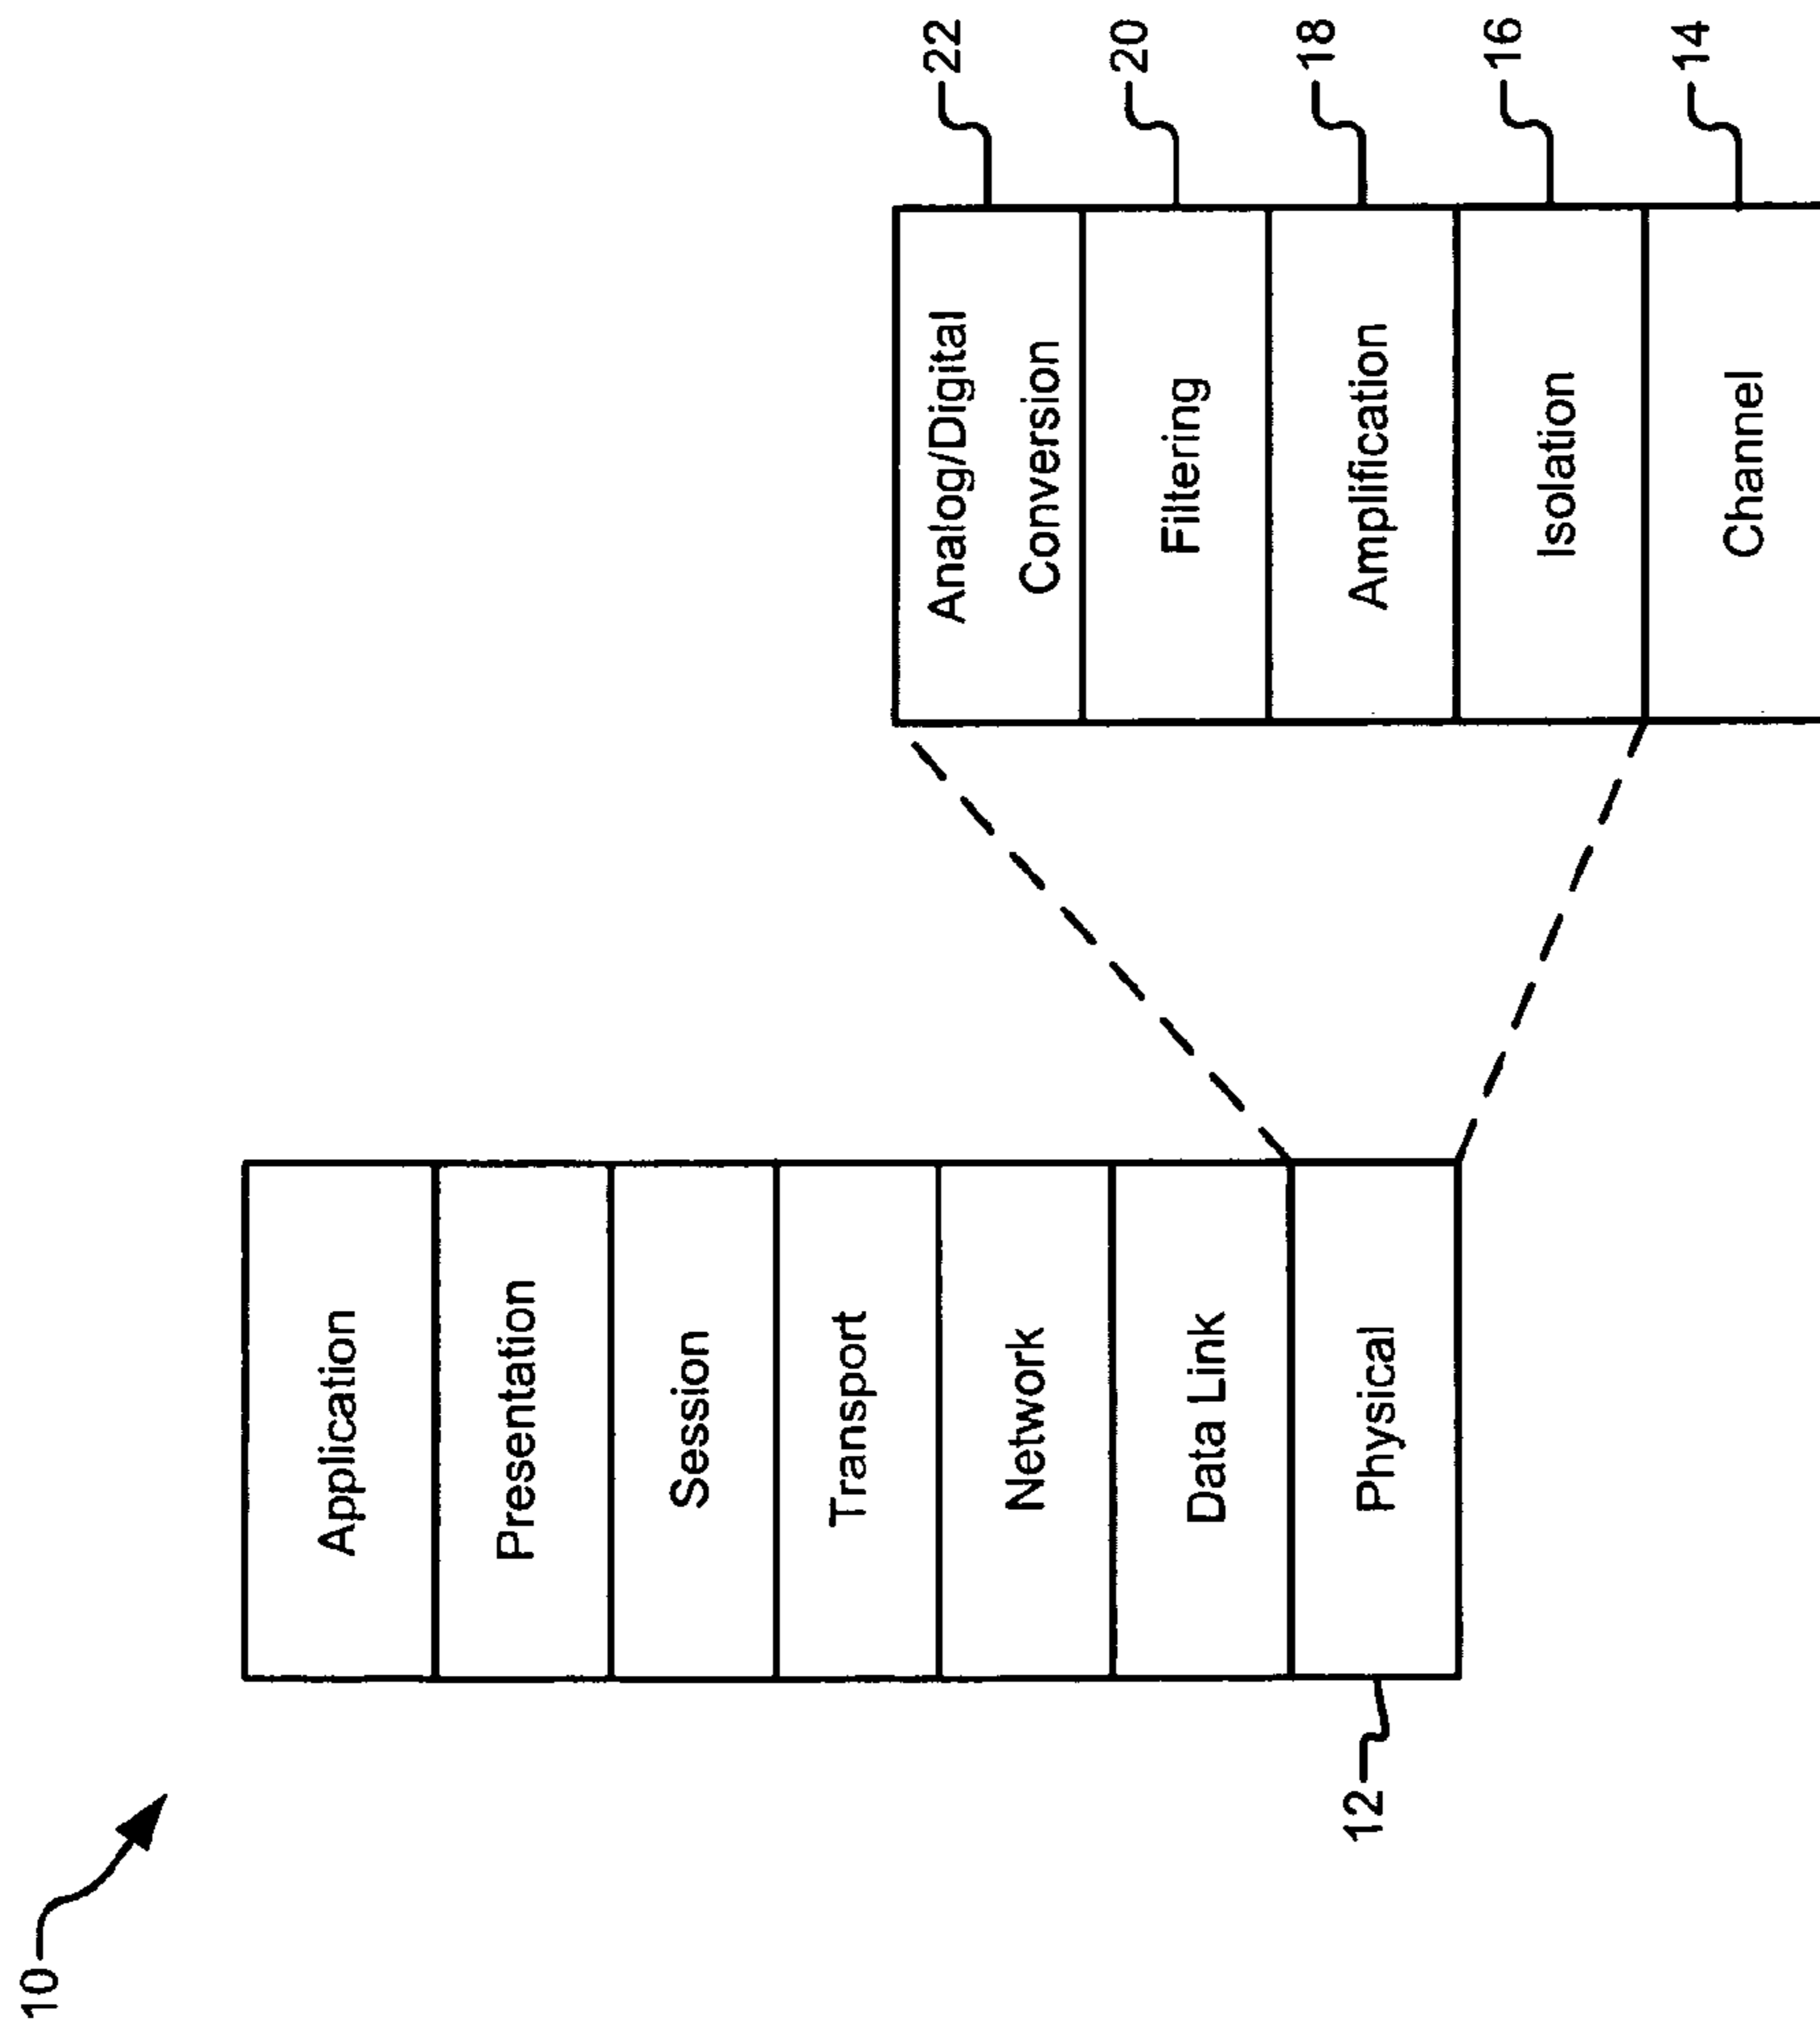 10
Application
Presentation
Session
Transport
Network
Data Link
Physical
12
Analog/Digital
Conversion
22
Filtering
20
Amplification
18
Isolation
16
Channel
14